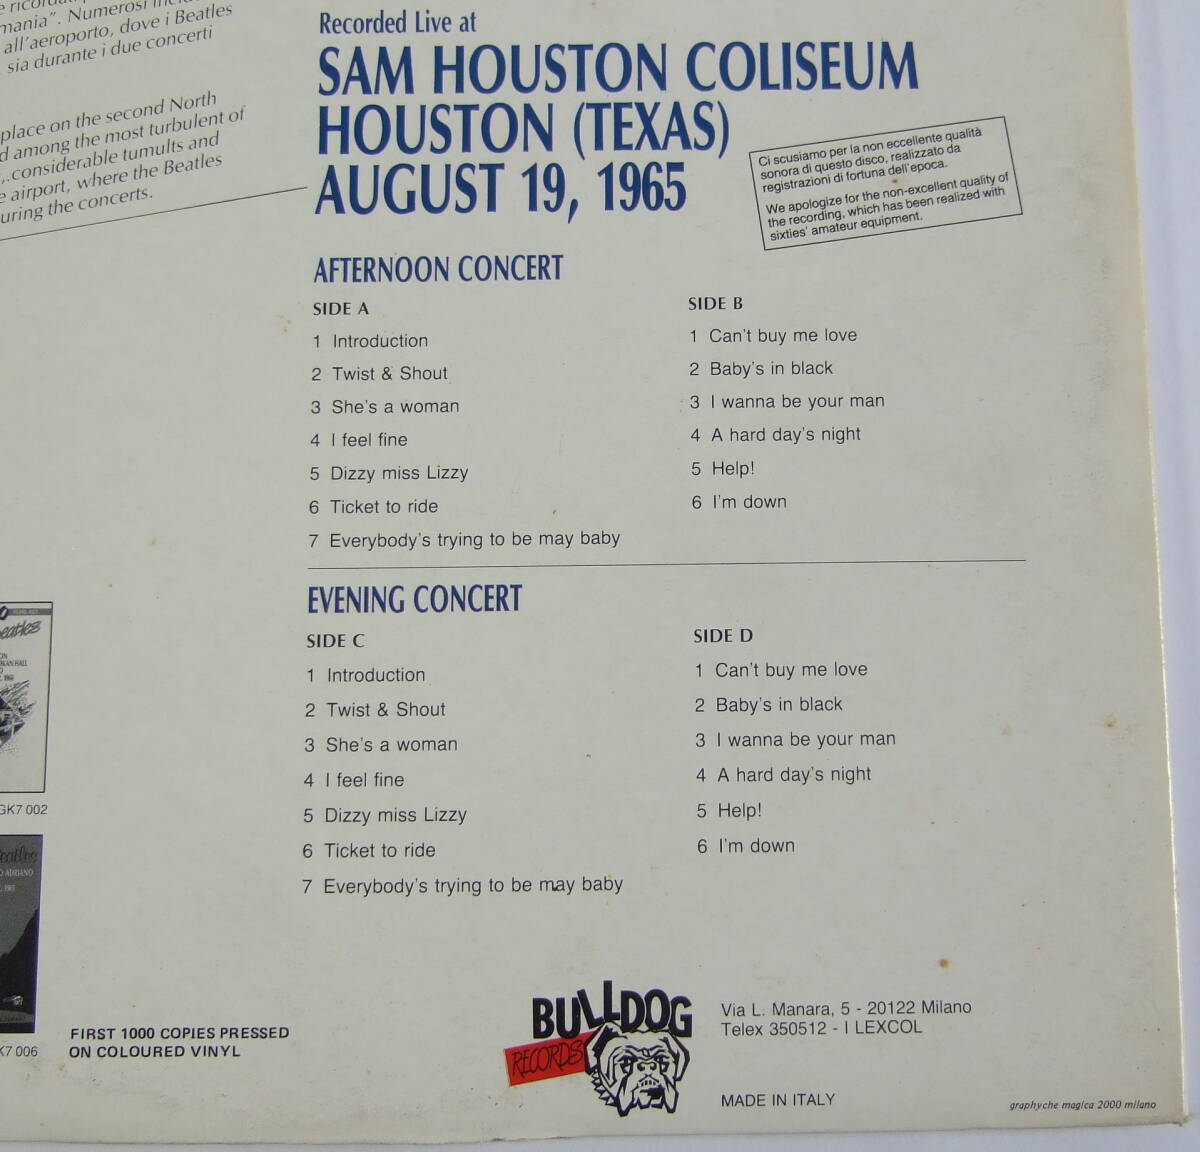 mania". Numerosi
all'aeroporto, dove i Beatles
sia durante i due concerti
place on the second North
among the most turbulent of
considerable tumults and
airport, where the Beatles
uring the concerts.
Recorded Live at
SAM HOUSTON COLISEUM
HOUSTON (TEXAS)
AUGUST 19, 1965
Ci scusiamo per la non eccellente qualità
sonora di questo disco, realizzato da
registrazioni di fortuna dell'epoca.
We apologize for the non-excellent quality of
the recording, which has been realized with
sixties' amateur equipment.
AFTERNOON CONCERT
SIDE A
1 Introduction
2 Twist & Shout
3 She's a woman
4 I feel fine
5 Dizzy miss Lizzy
6 Ticket to ride
7 Everybody's trying to be may baby
SIDE B
1 Can't buy me love
2 Baby's in black
3 I wanna be your man
4 A hard day's night
5 Help!
6 I'm down
EVENING CONCERT
SIDE C
1 Introduction
2 Twist & Shout
3 She's a woman
4 I feel fine
5 Dizzy miss Lizzy
6 Ticket to ride
7 Everybody's trying to be may baby
SIDE D
1 Can't buy me love
2 Baby's in black
3 I wanna be your man
4 A hard day's night
5 Help!
6 I'm down
GK7 002
K7 006
FIRST 1000 COPIES PRESSED
ON COLOURED VINYL
BULLDOG
RECORDS
Via L. Manara, 5 - 20122 Milano
Telex 350512 - I LEXCOL
MADE IN ITALY
graphyche magica 2000 milano